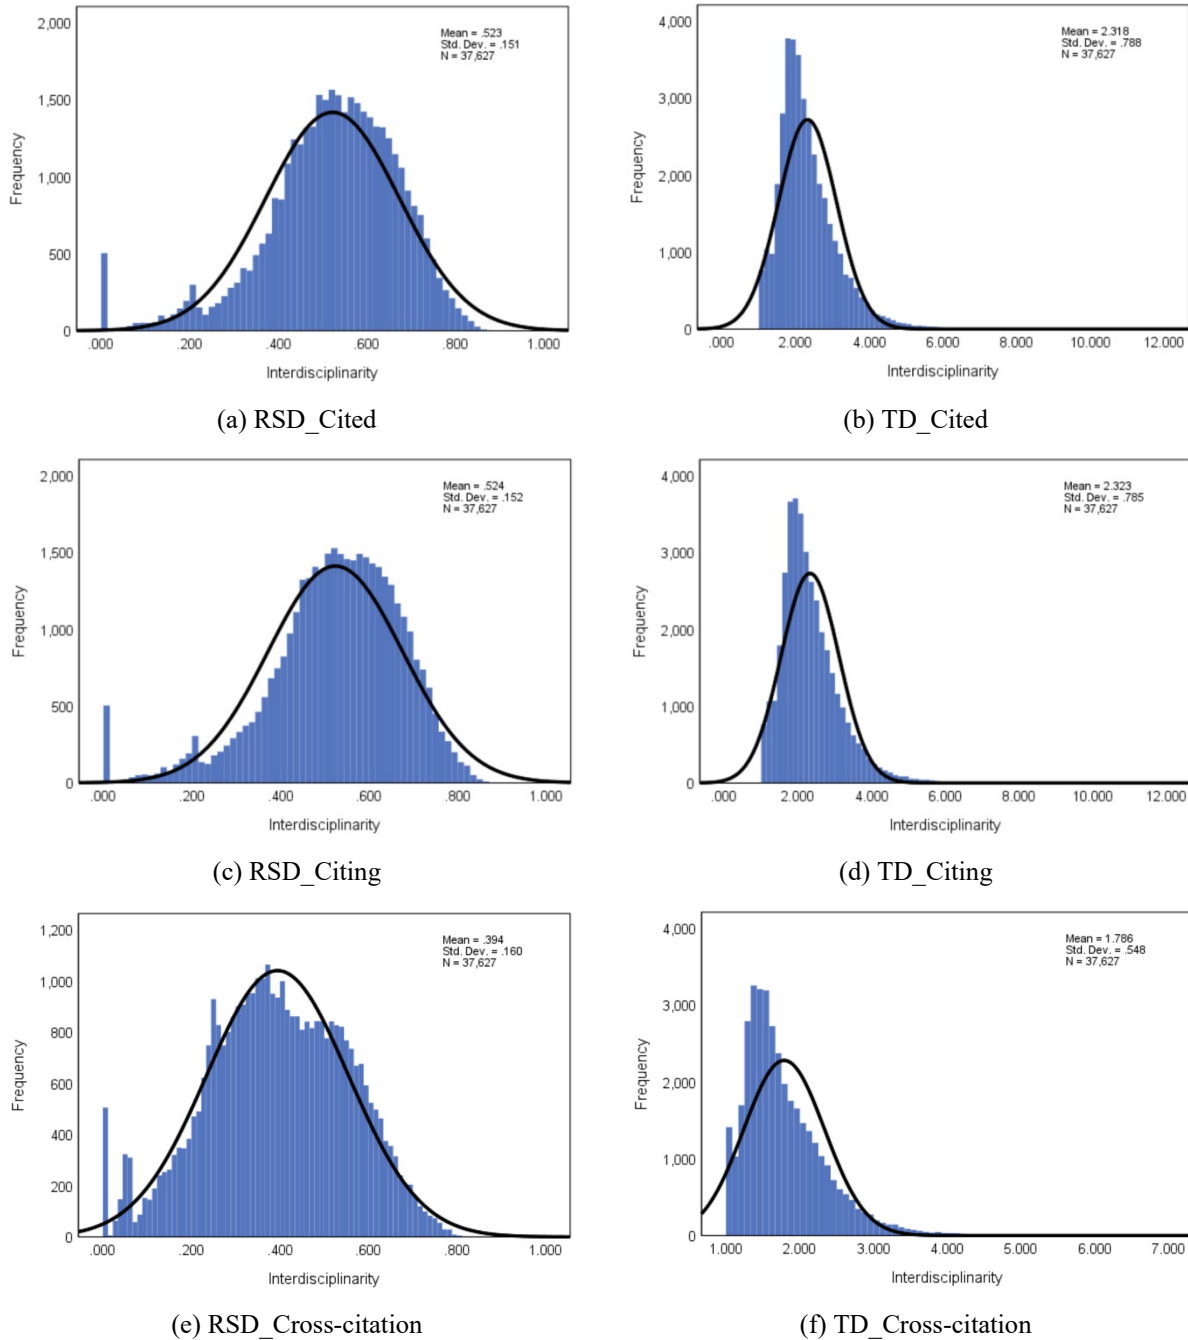 2,000
1,500
1,000
500
0
Frequency
Mean = .523
Std. Dev. = .151
N = 37,627
.000 .200 .400 .600 .800 1.000
Interdisciplinarity
(a) RSD_Cited
4,000
3,000
2,000
1,000
0
Frequency
Mean = 2.318
Std. Dev. = .788
N = 37,627
.000 2.000 4.000 6.000 8.000 10.000 12.000
Interdisciplinarity
(b) TD_Cited
2,000
1,500
1,000
500
0
Frequency
Mean = .524
Std. Dev. = .152
N = 37,627
.000 .200 .400 .600 .800 1.000
Interdisciplinarity
(c) RSD_Citing
4,000
3,000
2,000
1,000
0
Frequency
Mean = 2.323
Std. Dev. = .785
N = 37,627
.000 2.000 4.000 6.000 8.000 10.000 12.000
Interdisciplinarity
(d) TD_Citing
1,200
1,000
800
600
400
200
0
Frequency
Mean = .394
Std. Dev. = .160
N = 37,627
.000 .200 .400 .600 .800 1.000
Interdisciplinarity
(e) RSD_Cross-citation
4,000
3,000
2,000
1,000
0
Frequency
Mean = 1.786
Std. Dev. = .548
N = 37,627
1.000 2.000 3.000 4.000 5.000 6.000 7.000
Interdisciplinarity
(f) TD_Cross-citation